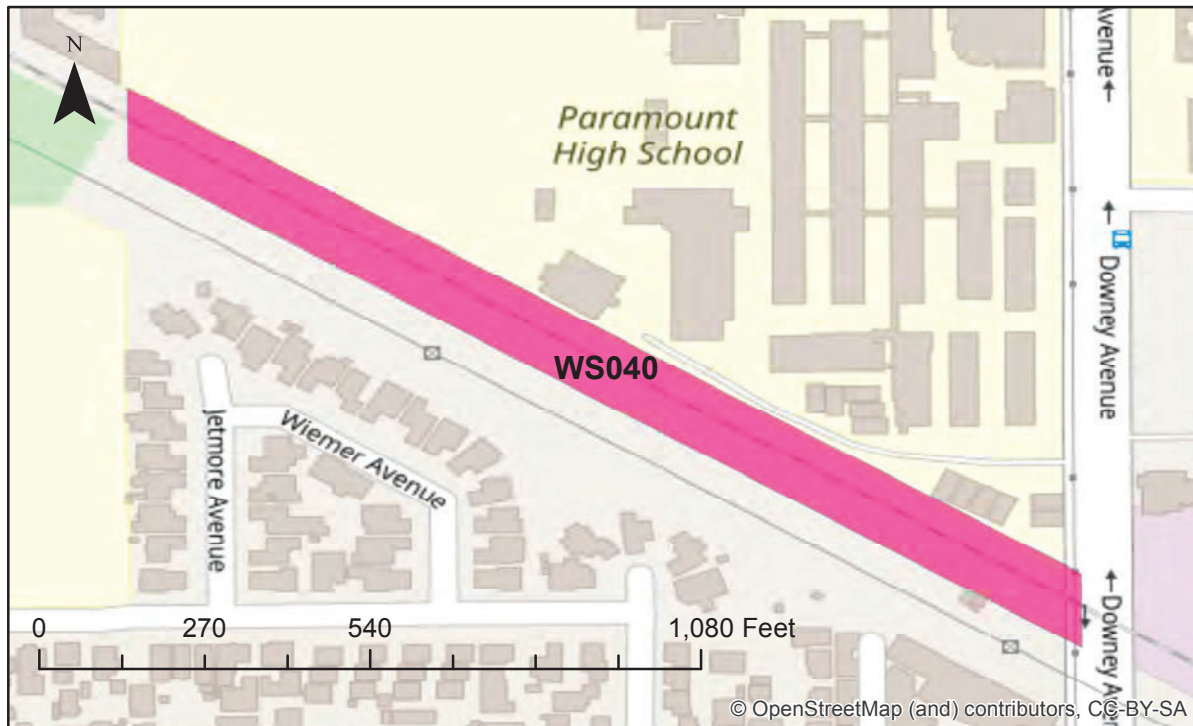 N
Avenue
Paramount
High School
Downey Avenue
WS040
Jetmore Avenue
Wiemer Avenue
Downey Av
0 270 540 1,080 Feet
© OpenStreetMap (and) contributors, CC-BY-SA